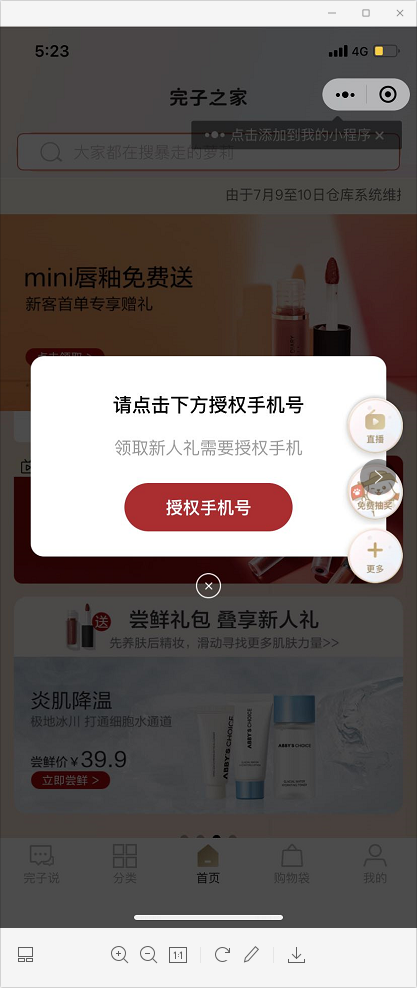 5:23
4G
完子之家
点击添加到我的小程序
大家都在搜暴走的萝莉
由于7月9至10日仓库系统维
mini唇釉免费送
新客首单专享赠礼
点击领取 >
请点击下方授权手机号
领取新人礼需要授权手机
授权手机号
直播
免费抽奖
更多
送
尝鲜礼包 叠享新人礼
先养肤后精妆，滑动寻找更多肌肤力量>>
炎肌降温
极地冰川 打通细胞水通道
尝鲜价￥39.9
立即尝鲜 >
ABBY'S CHOICE
ABBY'S CHOICE
ABBY'S CHOICE
完子说
分类
首页
购物袋
我的
1:1